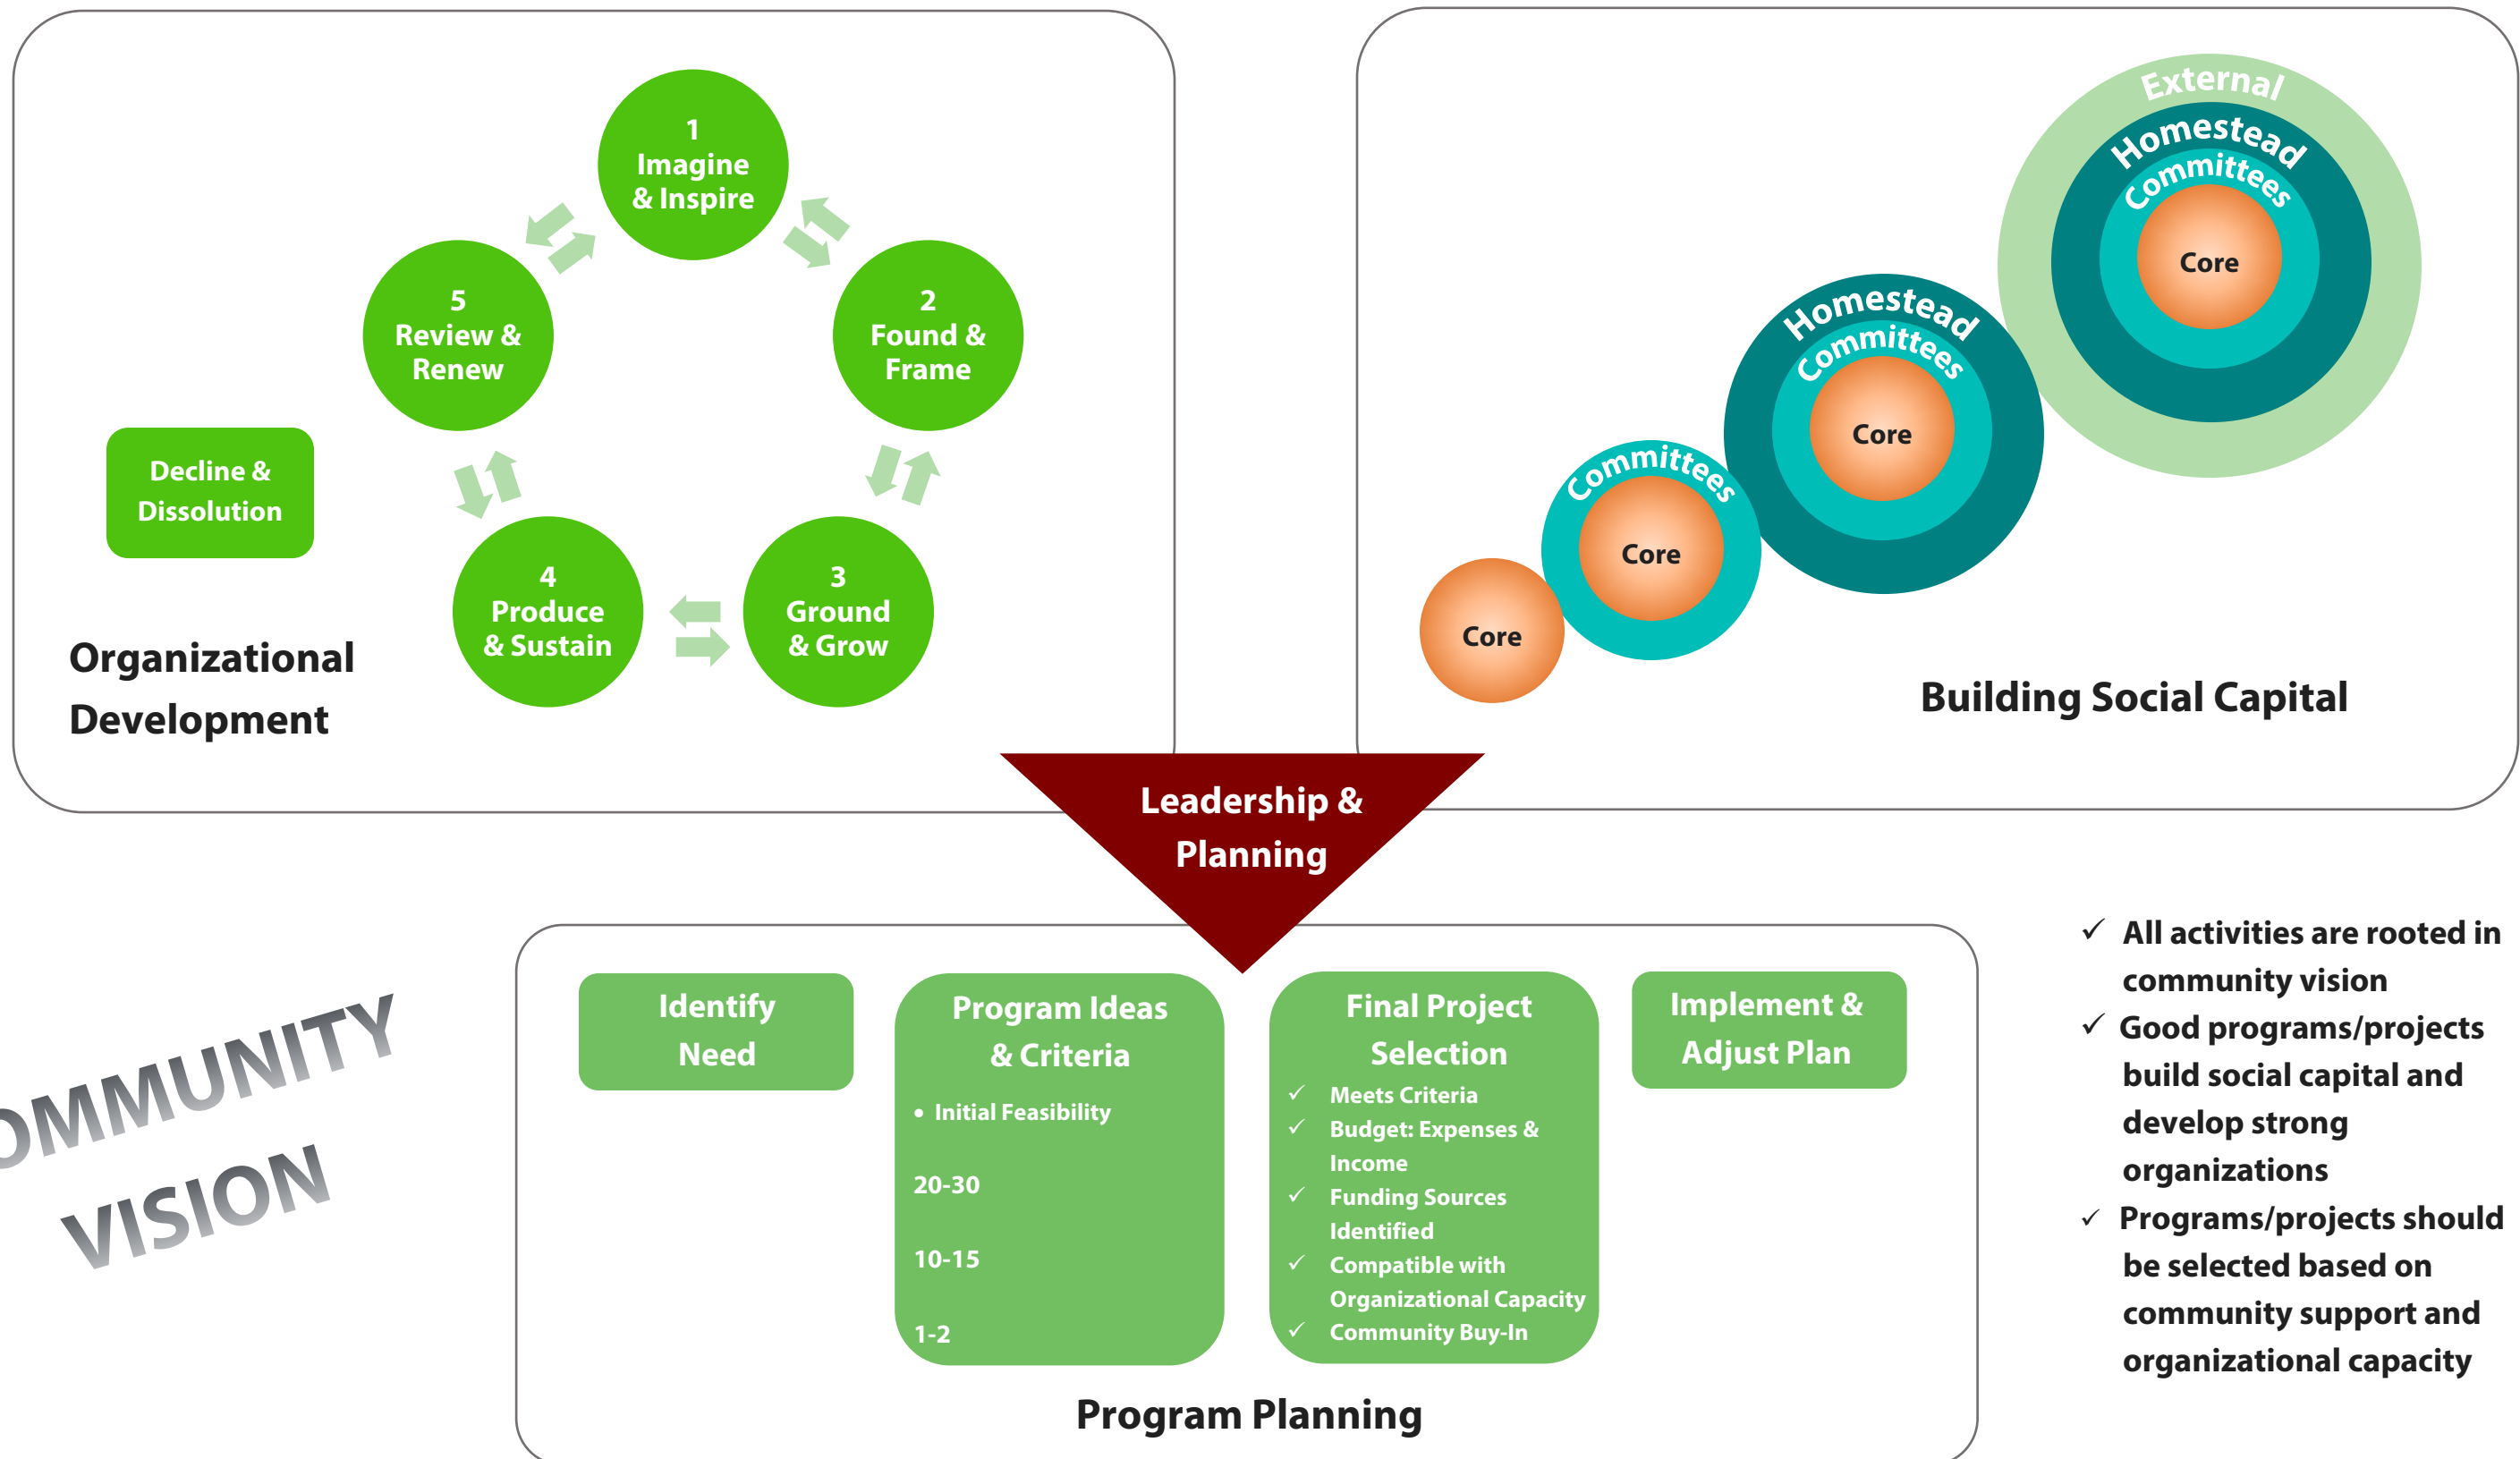 1
Imagine
& Inspire
2
Found &
Frame
3
Ground
& Grow
4
Produce
& Sustain
5
Review &
Renew
Decline &
Dissolution
Organizational
Development
External
Homestead
Committees
Core
Homestead
Committees
Core
Committees
Core
Core
Building Social Capital
Leadership &
Planning
OMMUNITY
VISION
Identify
Need
Program Ideas
& Criteria
• Initial Feasibility
20-30
10-15
1-2
Final Project
Selection
✓ Meets Criteria
✓ Budget: Expenses &
Income
✓ Funding Sources
Identified
✓ Compatible with
Organizational Capacity
✓ Community Buy-In
Implement &
Adjust Plan
Program Planning
✓ All activities are rooted in
community vision
✓ Good programs/projects
build social capital and
develop strong
organizations
✓ Programs/projects should
be selected based on
community support and
organizational capacity